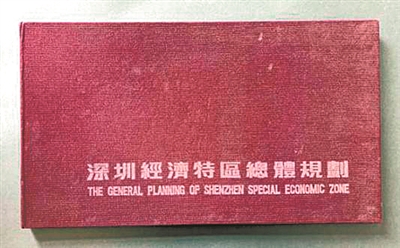 深圳經濟特區總體規劃
THE GENERAL PLANNING OF SHENZHEN SPECIAL ECONOMIC ZONE